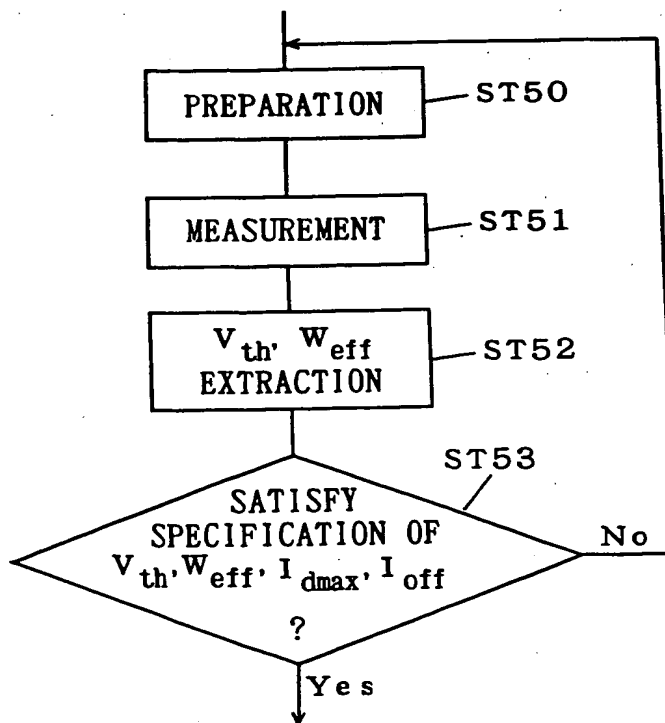 PREPARATION
ST50
MEASUREMENT
ST51
Vth, Weff
EXTRACTION
ST52
ST53
SATISFY
SPECIFICATION OF
Vth, Weff, Idmax, Ioff
?
No
Yes